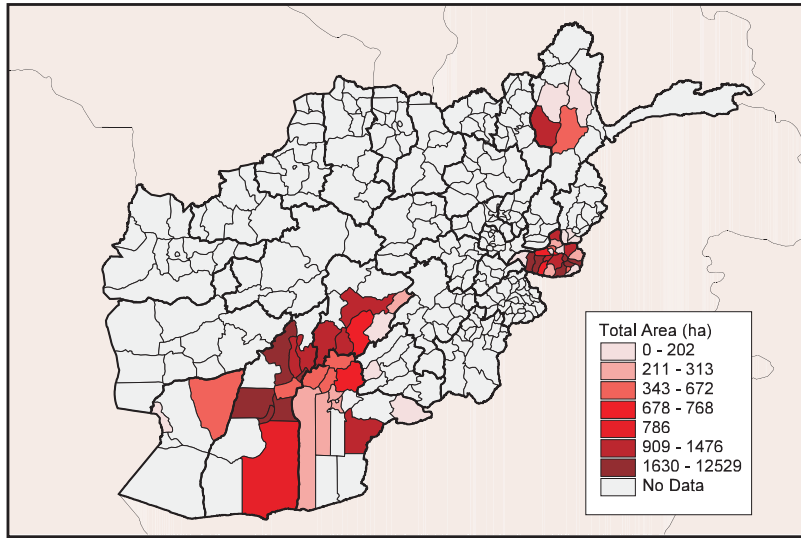 Total Area (ha)
0 - 202
211 - 313
343 - 672
678 - 768
786
909 - 1476
1630 - 12529
No Data